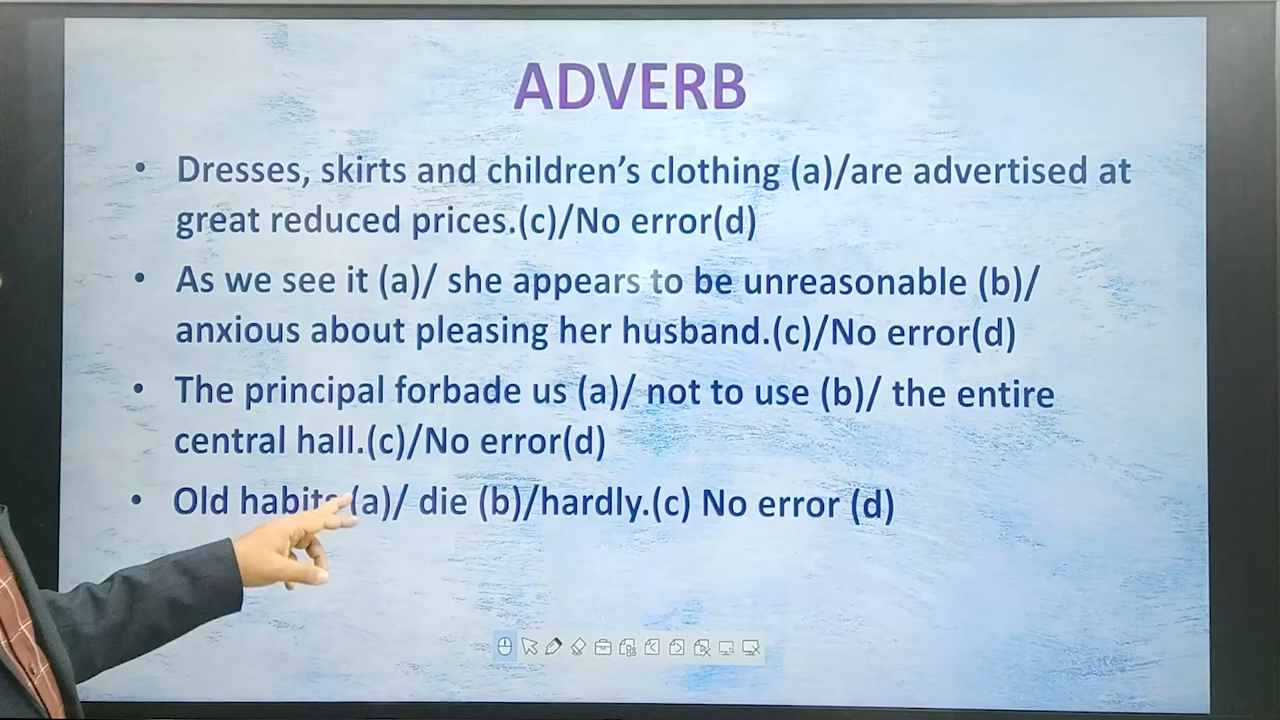 ADVERB
• Dresses, skirts and children's clothing (a)/are advertised at
great reduced prices.(c)/No error(d)
• As we see it (a)/ she appears to be unreasonable (b)/
anxious about pleasing her husband.(c)/No error(d)
• The principal forbade us (a)/ not to use (b)/ the entire
central hall.(c)/No error(d)
• Old habits (a)/ die (b)/hardly.(c) No error (d)